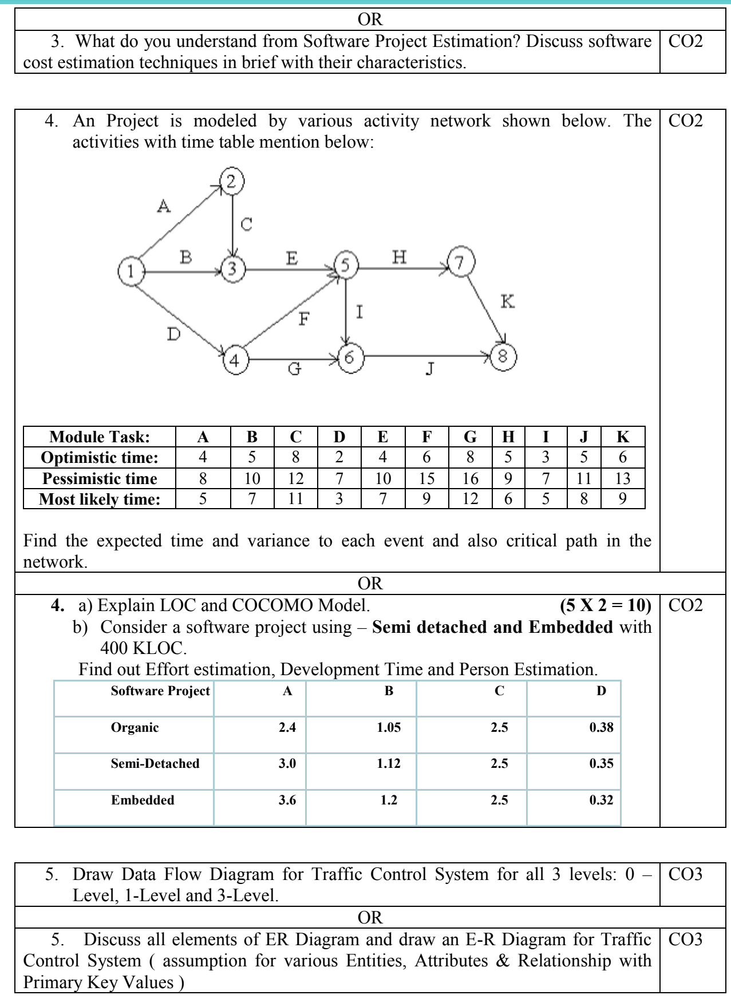 OR
3. What do you understand from Software Project Estimation? Discuss software CO2
cost estimation techniques in brief with their characteristics.
4. An Project is modeled by various activity network shown below. The CO2
activities with time table mention below:
2
A
C
B E H
1 3 5 7
K
I
F
D
4 6 8
G J
Module Task: A B C D E F G H I J K
Optimistic time: 4 5 8 2 4 6 8 5 3 5 6
Pessimistic time 8 10 12 7 10 15 16 9 7 11 13
Most likely time: 5 7 11 3 7 9 12 6 5 8 9
Find the expected time and variance to each event and also critical path in the
network.
OR
4. a) Explain LOC and COCOMO Model. (5 X 2 = 10) CO2
b) Consider a software project using – Semi detached and Embedded with
400 KLOC.
Find out Effort estimation, Development Time and Person Estimation.
Software Project A B C D
Organic 2.4 1.05 2.5 0.38
Semi-Detached 3.0 1.12 2.5 0.35
Embedded 3.6 1.2 2.5 0.32
5. Draw Data Flow Diagram for Traffic Control System for all 3 levels: 0 – CO3
Level, 1-Level and 3-Level.
OR
5. Discuss all elements of ER Diagram and draw an E-R Diagram for Traffic CO3
Control System ( assumption for various Entities, Attributes & Relationship with
Primary Key Values )